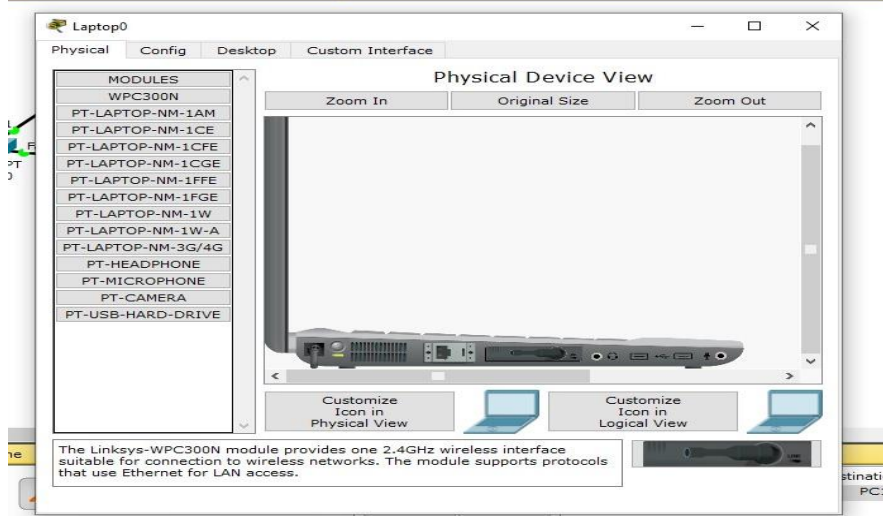 Laptop0
Physical Config Desktop Custom Interface
MODULES
WPC300N
PT-LAPTOP-NM-1AM
PT-LAPTOP-NM-1CE
PT-LAPTOP-NM-1CFE
PT-LAPTOP-NM-1CGE
PT-LAPTOP-NM-1FFE
PT-LAPTOP-NM-1FGE
PT-LAPTOP-NM-1W
PT-LAPTOP-NM-1W-A
PT-LAPTOP-NM-3G/4G
PT-HEADPHONE
PT-MICROPHONE
PT-CAMERA
PT-USB-HARD-DRIVE
Physical Device View
Zoom In Original Size Zoom Out
Customize
Icon in
Physical View
Customize
Icon in
Logical View
The Linksys-WPC300N module provides one 2.4GHz wireless interface
suitable for connection to wireless networks. The module supports protocols
that use Ethernet for LAN access.